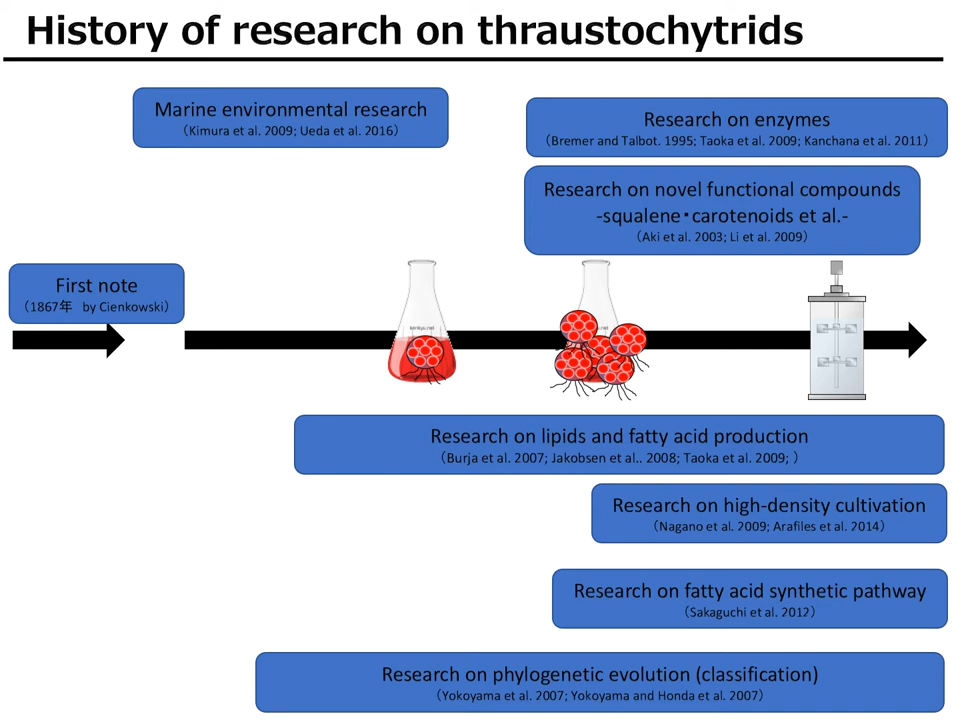 History of research on thraustochytrids
Marine environmental research
（Kimura et al. 2009; Ueda et al. 2016）
Research on enzymes
（Bremer and Talbot. 1995; Taoka et al. 2009; Kanchana et al. 2011）
Research on novel functional compounds
-squalene・carotenoids et al.-
（Aki et al. 2003; Li et al. 2009）
First note
（1867年 by Cienkowski）
Research on lipids and fatty acid production
（Burja et al. 2007; Jakobsen et al.. 2008; Taoka et al. 2009; ）
Research on high-density cultivation
（Nagano et al. 2009; Arafiles et al. 2014）
Research on fatty acid synthetic pathway
（Sakaguchi et al. 2012）
Research on phylogenetic evolution (classification)
（Yokoyama et al. 2007; Yokoyama and Honda et al. 2007）